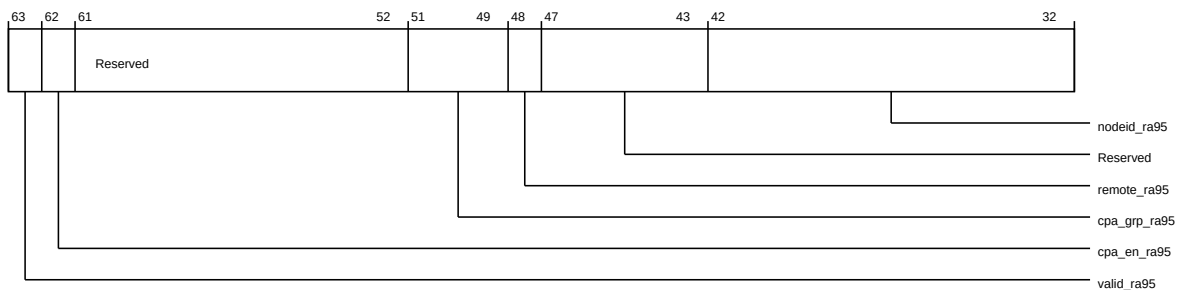 63 62 61 52 51 49 48 47 43 42 32
Reserved
nodeid_ra95
Reserved
remote_ra95
cpa_grp_ra95
cpa_en_ra95
valid_ra95